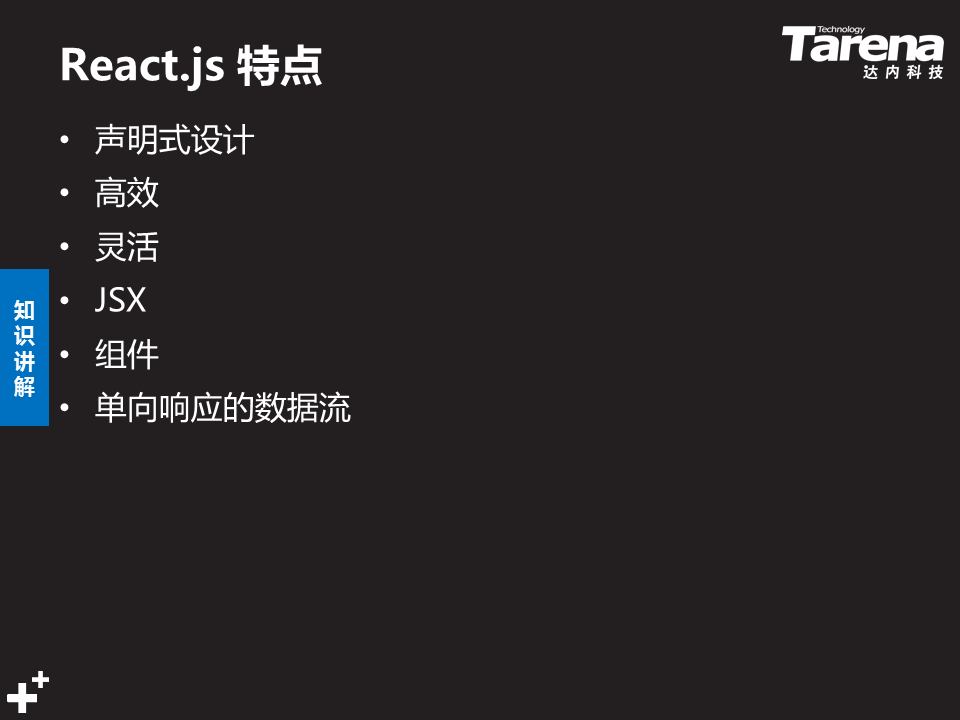 React.js 特点
Technology
Tarena
达内科技
• 声明式设计
• 高效
• 灵活
• JSX
• 组件
• 单向响应的数据流
知识讲解